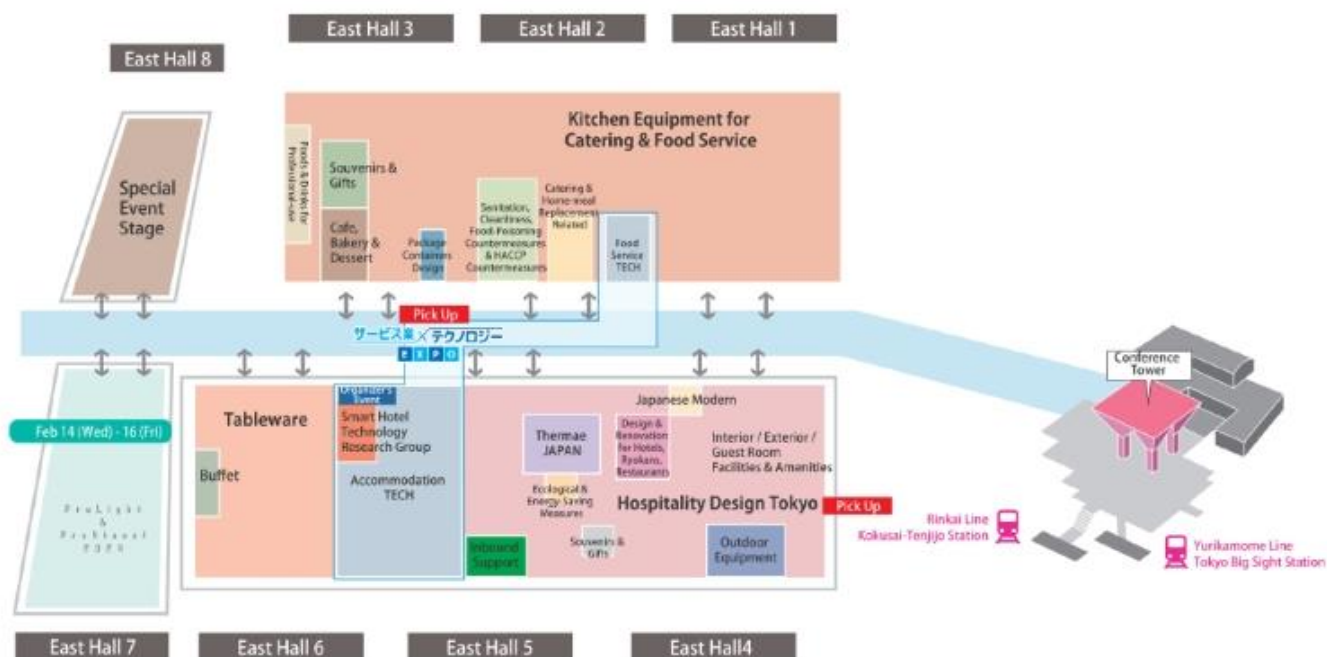 East Hall 8
East Hall 3
East Hall 2
East Hall 1
Special
Event
Stage
Kitchen Equipment for
Catering & Food Service
Foods & Drinks for
Professional-use
Souvenirs &
Gifts
Cafe,
Bakery &
Dessert
Package
Containers
Design
Sanitation,
Cleanliness,
Food-Poisoning
Countermeasures
& HACCP
Countermeasures
Catering &
Home-meal
Replacement
Related
Food
Service
TECH
Pick Up
サービス業×テクノロジー
EXPO
Conference
Tower
Feb 14 (Wed) - 16 (Fri)
ProLight
&
Tableware
Buffet
Organizer's
Event
Smart Hotel
Technology
Research Group
Accommodation
TECH
Inbound
Support
Thermae
JAPAN
Ecological &
Energy Saving
Measures
Souvenirs &
Gifts
Japanese Modern
Design &
Renovation
for Hotels,
Ryokans,
Restaurants
Interior / Exterior /
Guest Room
Facilities & Amenities
Hospitality Design Tokyo
Pick Up
Outdoor
Equipment
Rinkai Line
Kokusai-Tenjijo Station
Yurikamome Line
Tokyo Big Sight Station
East Hall 7
East Hall 6
East Hall 5
East Hall4